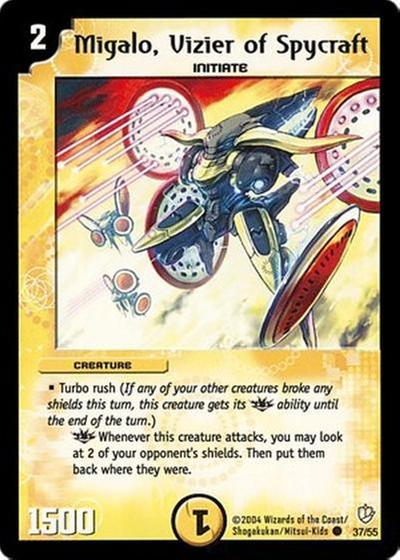 2 Migalo, Vizier of Spycraft
INITIATE
CREATURE
▪ Turbo rush (If any of your other creatures broke any
shields this turn, this creature gets its ability until
the end of the turn.)
Whenever this creature attacks, you may look
at 2 of your opponent's shields. Then put them
back where they were.
1500
1
©2004 Wizards of the Coast/
Shogakukan/Mitsui-Kids ● 37/55